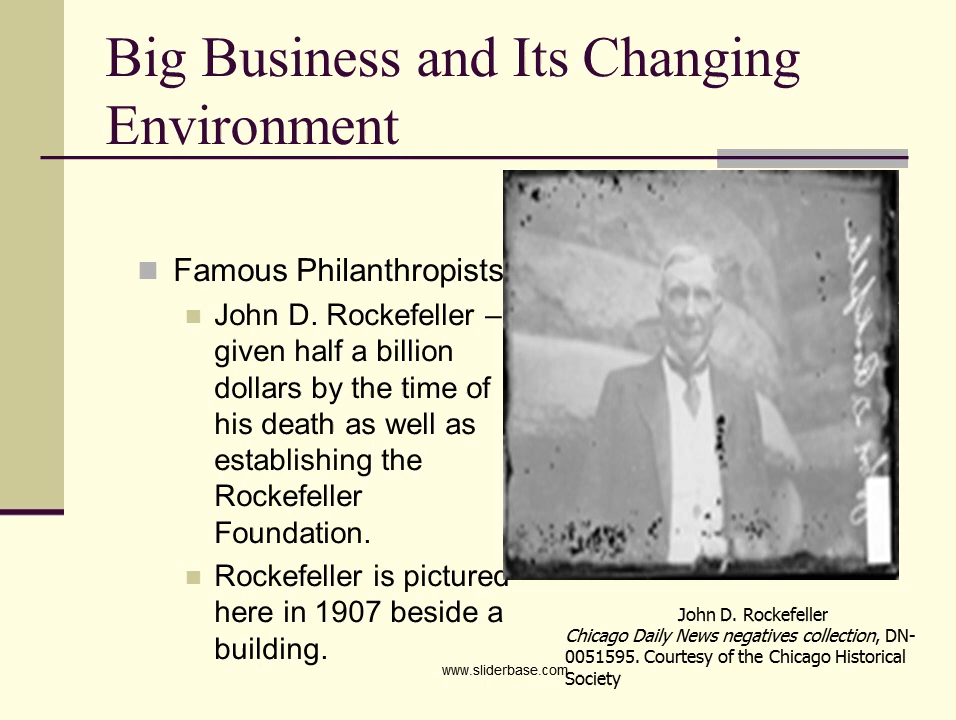 Big Business and Its Changing
Environment
Famous Philanthropists
John D. Rockefeller –
given half a billion
dollars by the time of
his death as well as
establishing the
Rockefeller
Foundation.
Rockefeller is pictured
here in 1907 beside a
building.
John D. Rockefeller
Chicago Daily News negatives collection, DN-
0051595. Courtesy of the Chicago Historical
Society
www.sliderbase.com